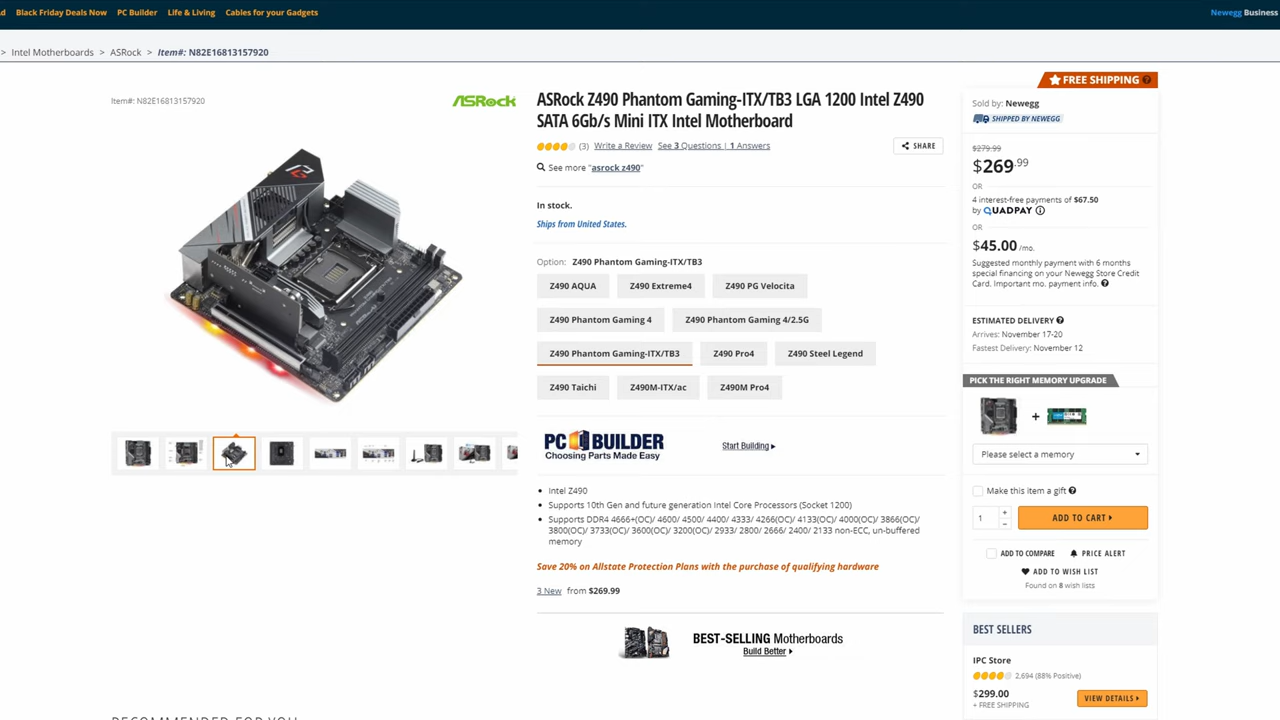 d Black Friday Deals Now PC Builder Life & Living Cables for your Gadgets
Newegg Business
> Intel Motherboards > ASRock > Item#: N82E16813157920
Item#: N82E16813157920
ASRock
ASRock Z490 Phantom Gaming-ITX/TB3 LGA 1200 Intel Z490
SATA 6Gb/s Mini ITX Intel Motherboard
(3) Write a Review See 3 Questions | 1 Answers
SHARE
See more "asrock z490"
In stock.
Ships from United States.
Option: Z490 Phantom Gaming-ITX/TB3
Z490 AQUA Z490 Extreme4 Z490 PG Velocita
Z490 Phantom Gaming 4 Z490 Phantom Gaming 4/2.5G
Z490 Phantom Gaming-ITX/TB3 Z490 Pro4 Z490 Steel Legend
Z490 Taichi Z490M-ITX/ac Z490M Pro4
PC BUILDER
Choosing Parts Made Easy
Start Building
• Intel Z490
• Supports 10th Gen and future generation Intel Core Processors (Socket 1200)
• Supports DDR4 4666+(OC)/ 4600/ 4500/ 4400/ 4333/ 4266(OC)/ 4133(OC)/ 4000(OC)/ 3866(OC)/
3800(OC)/ 3733(OC)/ 3600(OC)/ 3200(OC)/ 2933/ 2800/ 2666/ 2400/ 2133 non-ECC, un-buffered
memory
Save 20% on Allstate Protection Plans with the purchase of qualifying hardware
3 New from $269.99
BEST-SELLING Motherboards
Build Better
FREE SHIPPING
Sold by: Newegg
SHIPPED BY NEWEGG
$279.99
$269.99
OR
4 interest-free payments of $67.50
by QUADPAY
OR
$45.00 /mo.
Suggested monthly payment with 6 months
special financing on your Newegg Store Credit
Card. Important mo. payment info.
ESTIMATED DELIVERY
Arrives: November 17-20
Fastest Delivery: November 12
PICK THE RIGHT MEMORY UPGRADE
+
Please select a memory
Make this item a gift
1 + −
ADD TO CART
ADD TO COMPARE PRICE ALERT
ADD TO WISH LIST
Found on 8 wish lists
BEST SELLERS
IPC Store
2,694 (88% Positive)
$299.00
+ FREE SHIPPING
VIEW DETAILS
RECOMMENDED FOR YOU